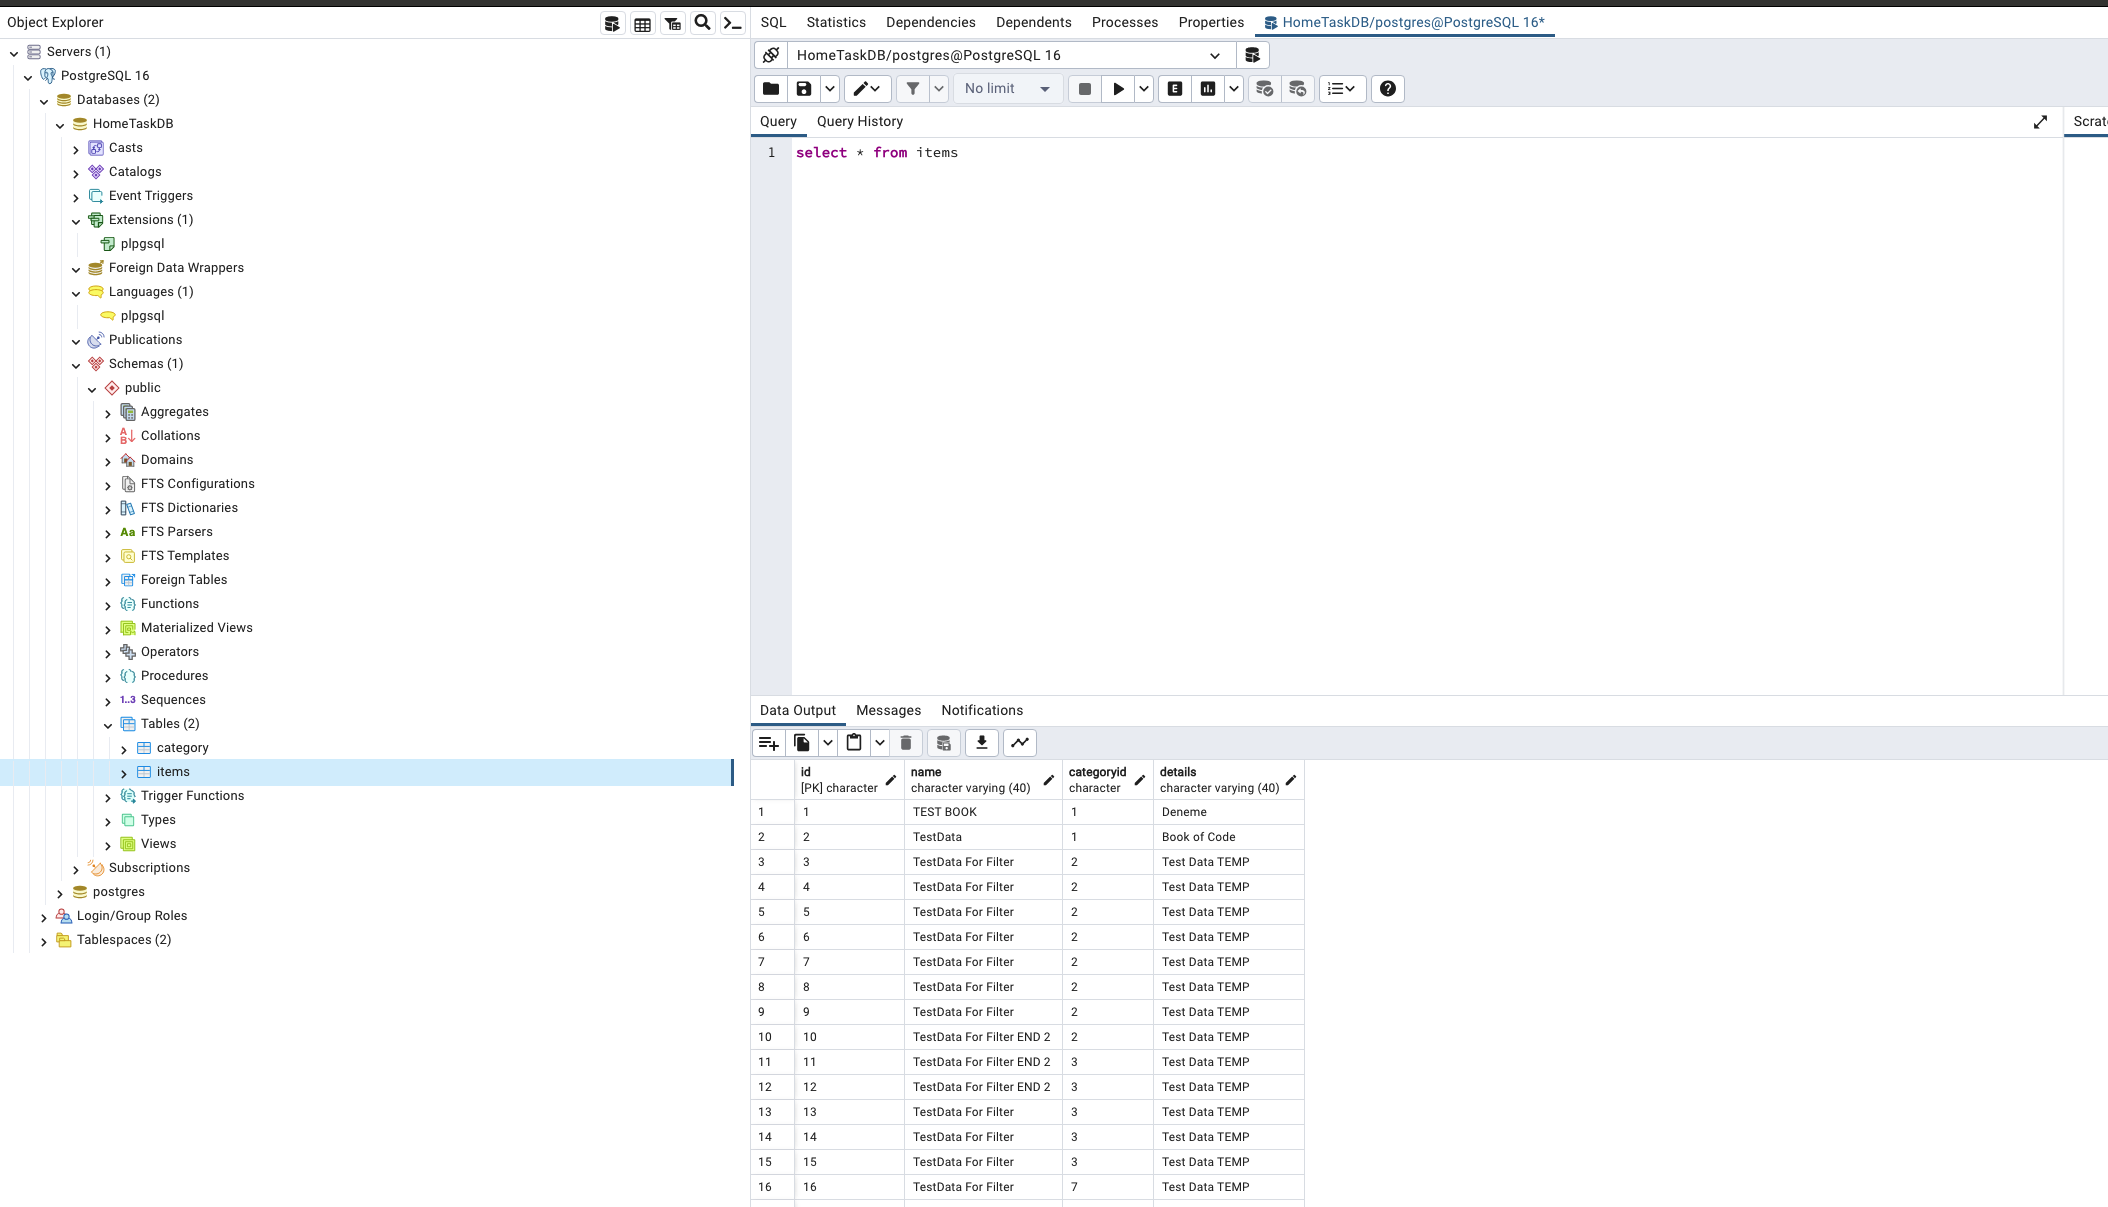 Object Explorer
Servers (1)
PostgreSQL 16
Databases (2)
HomeTaskDB
Casts
Catalogs
Event Triggers
Extensions (1)
plpgsql
Foreign Data Wrappers
Languages (1)
plpgsql
Publications
Schemas (1)
public
Aggregates
Collations
Domains
FTS Configurations
FTS Dictionaries
Aa FTS Parsers
FTS Templates
Foreign Tables
Functions
Materialized Views
Operators
Procedures
1..3 Sequences
Tables (2)
category
items
Trigger Functions
Types
Views
Subscriptions
postgres
Login/Group Roles
Tablespaces (2)
SQL Statistics Dependencies Dependents Processes Properties HomeTaskDB/postgres@PostgreSQL 16*
HomeTaskDB/postgres@PostgreSQL 16
No limit E
Query Query History
1 select * from items
Data Output Messages Notifications
id name categoryid details
[PK] character character varying (40) character character varying (40)
1 1 TEST BOOK 1 Deneme
2 2 TestData 1 Book of Code
3 3 TestData For Filter 2 Test Data TEMP
4 4 TestData For Filter 2 Test Data TEMP
5 5 TestData For Filter 2 Test Data TEMP
6 6 TestData For Filter 2 Test Data TEMP
7 7 TestData For Filter 2 Test Data TEMP
8 8 TestData For Filter 2 Test Data TEMP
9 9 TestData For Filter 2 Test Data TEMP
10 10 TestData For Filter END 2 2 Test Data TEMP
11 11 TestData For Filter END 2 3 Test Data TEMP
12 12 TestData For Filter END 2 3 Test Data TEMP
13 13 TestData For Filter 3 Test Data TEMP
14 14 TestData For Filter 3 Test Data TEMP
15 15 TestData For Filter 3 Test Data TEMP
16 16 TestData For Filter 7 Test Data TEMP